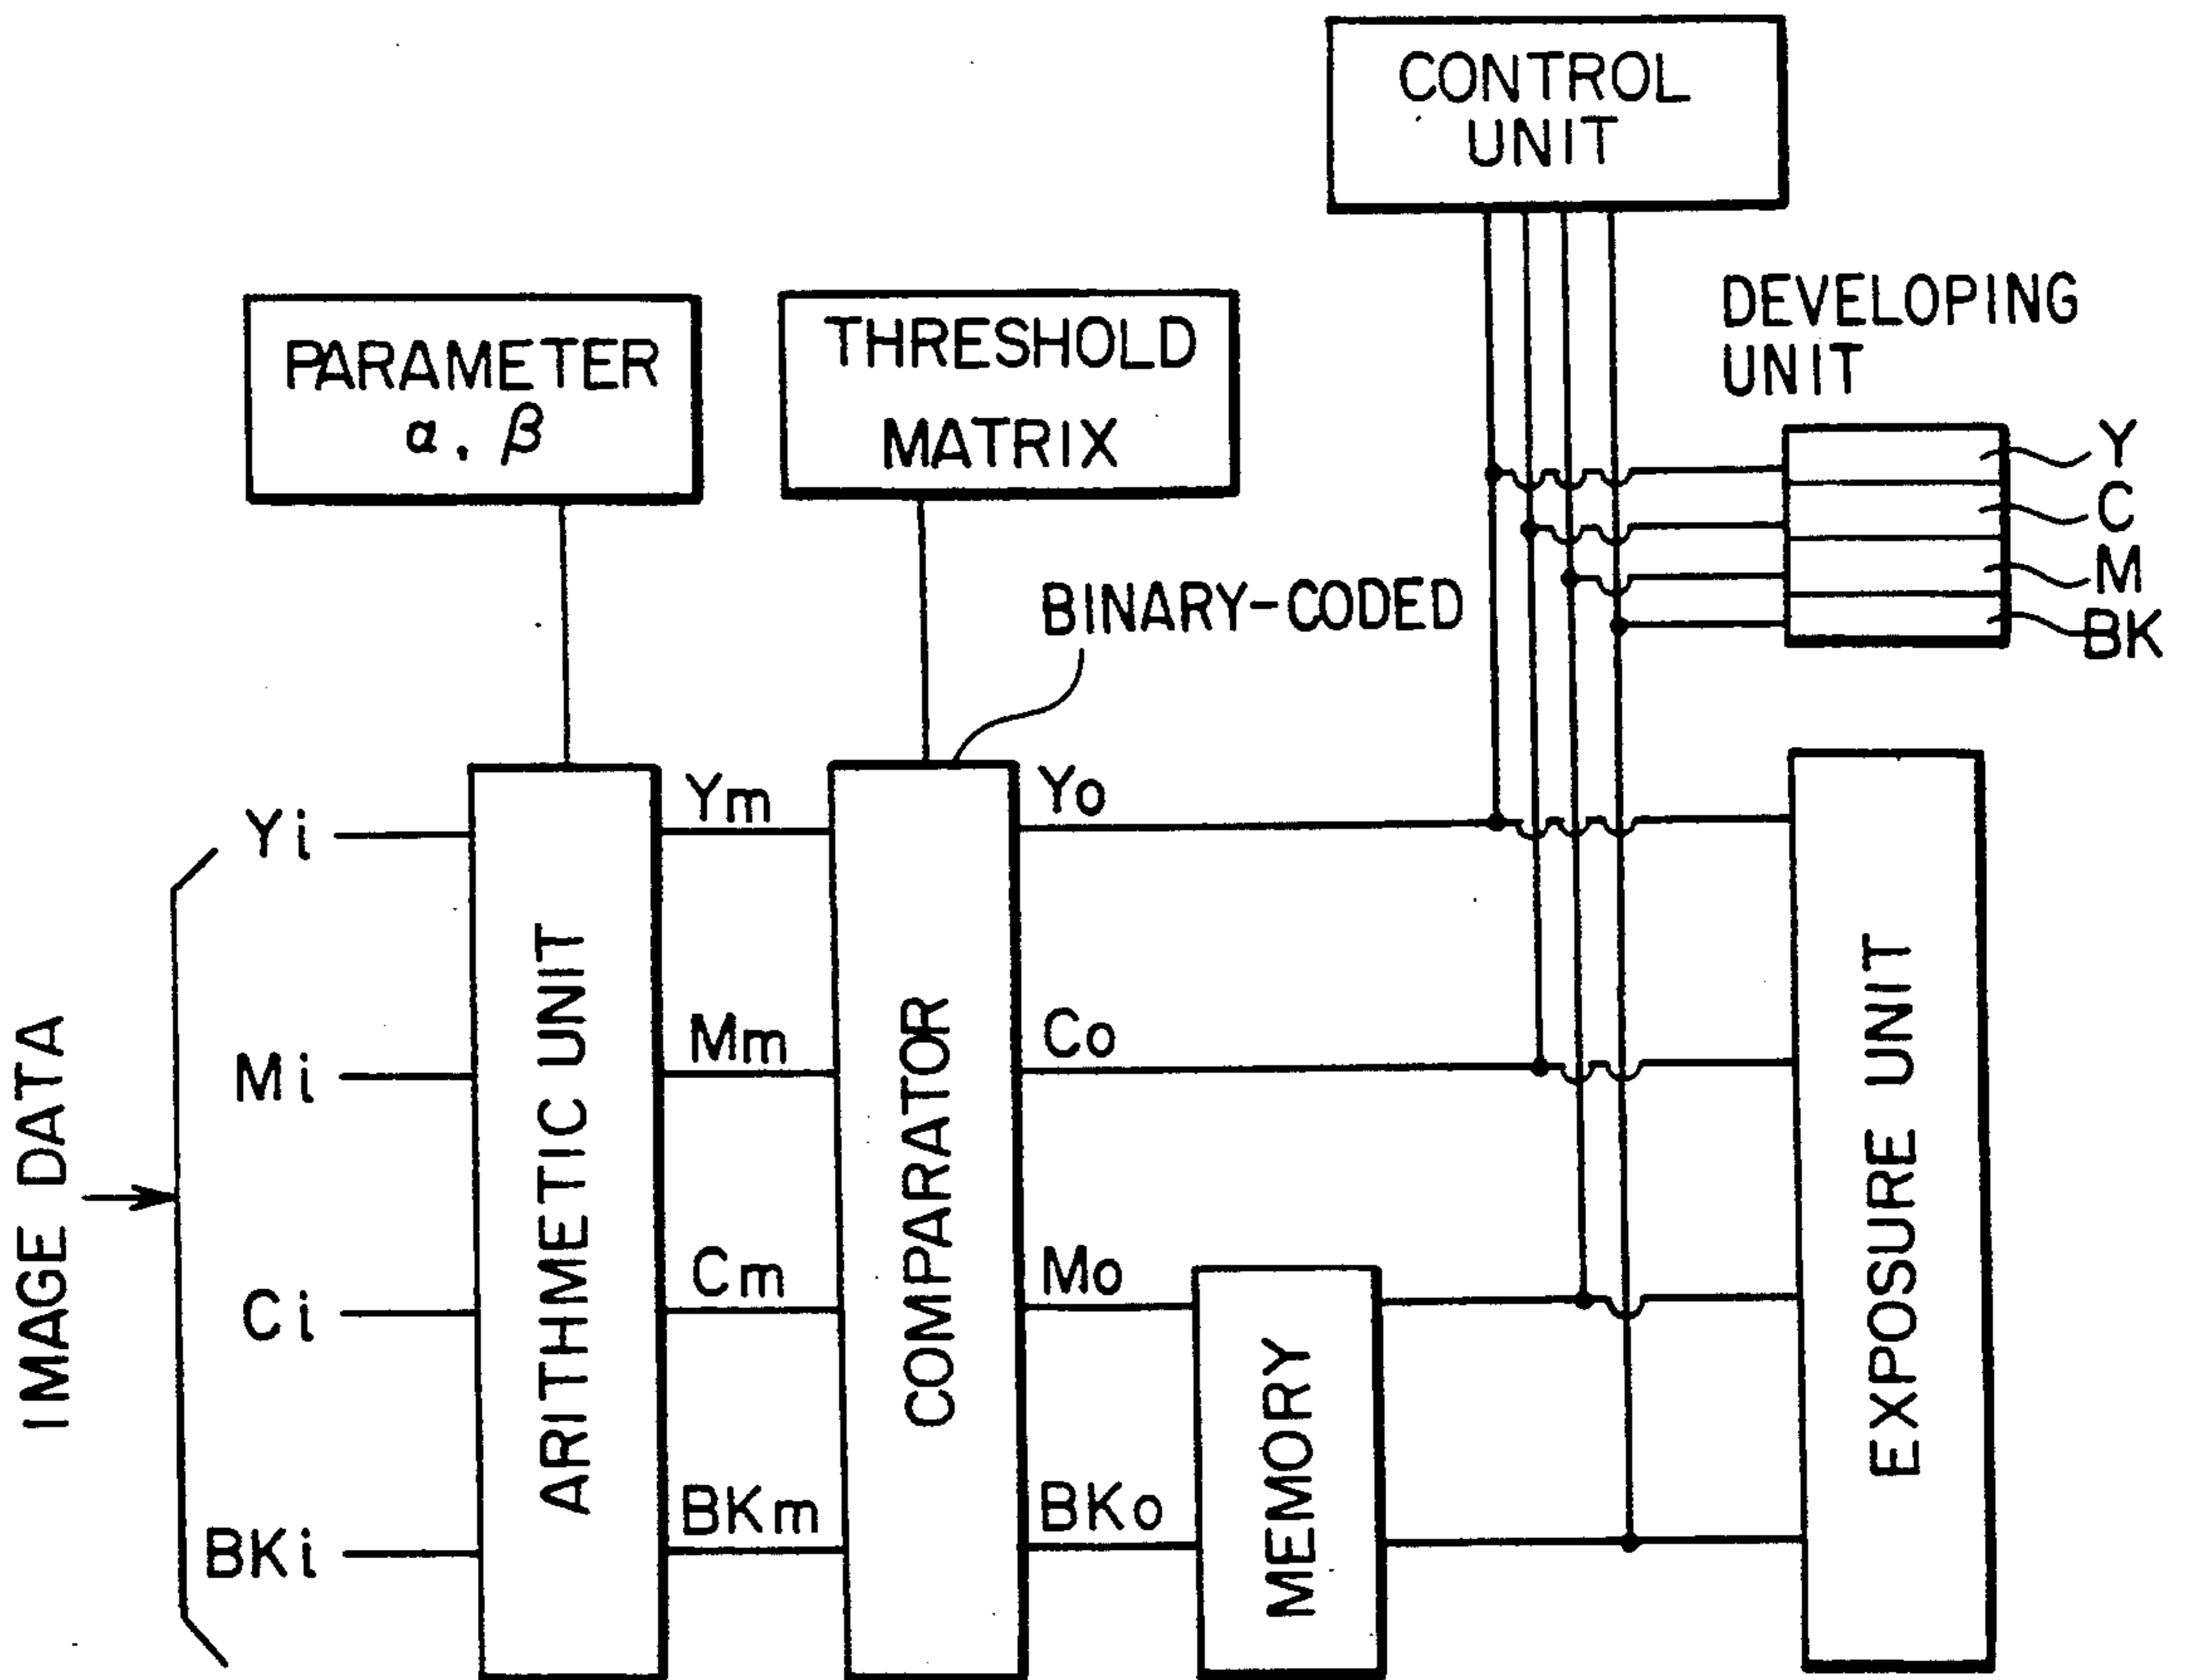 CONTROL
UNIT
PARAMETER
α, β
THRESHOLD
MATRIX
DEVELOPING
UNIT
Y
C
M
BK
BINARY-CODED
IMAGE DATA
Yi
Mi
Ci
BKi
ARITHMETIC UNIT
Ym
Mm
Cm
BKm
COMPARATOR
Yo
Co
Mo
BKo
MEMORY
EXPOSURE UNIT